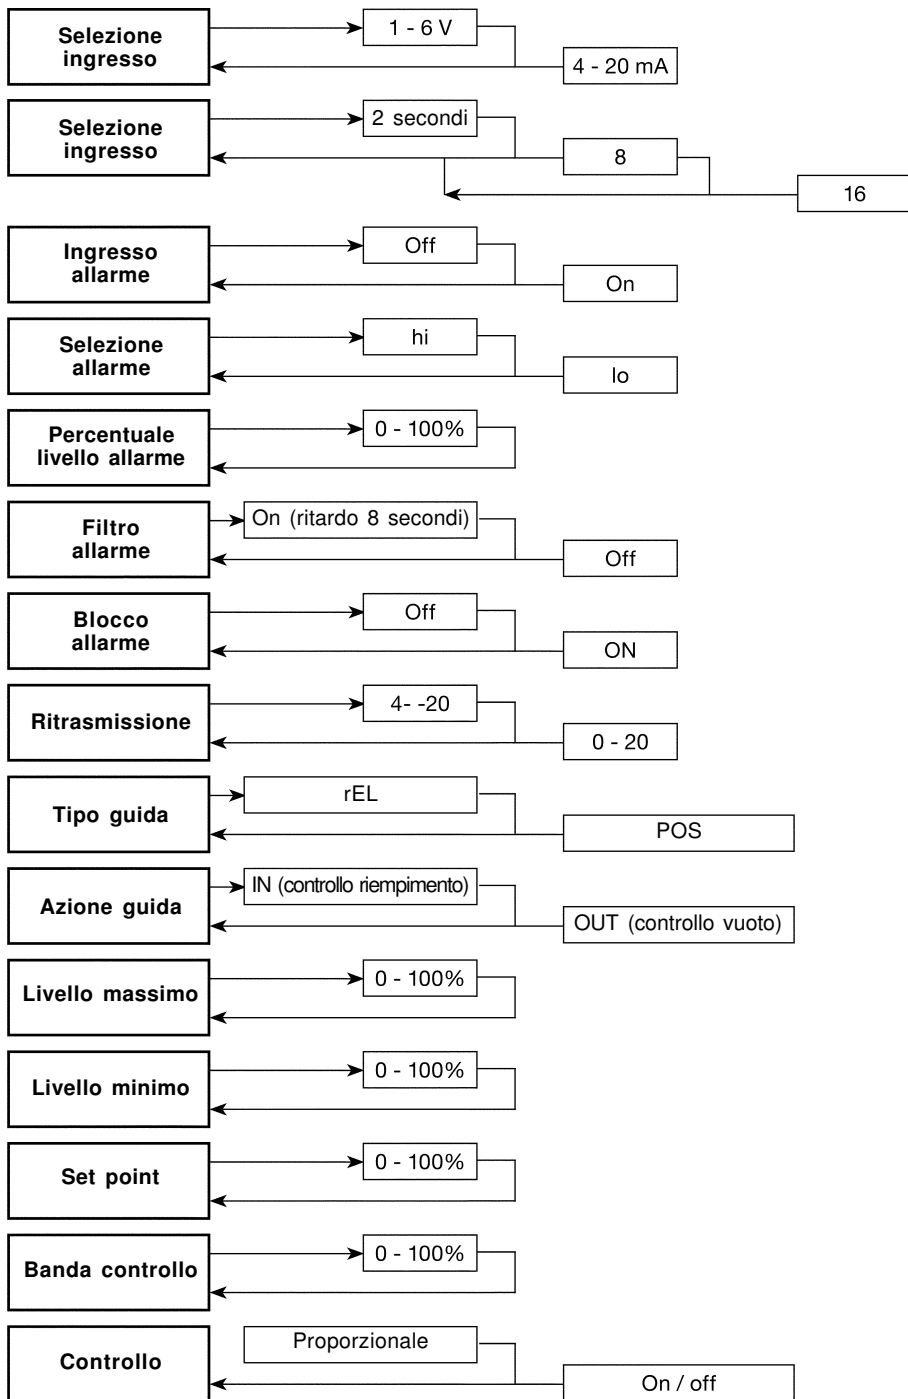 Selezione
ingresso
1 - 6 V
4 - 20 mA
Selezione
ingresso
2 secondi
8
16
Ingresso
allarme
Off
On
Selezione
allarme
hi
lo
Percentuale
livello allarme
0 - 100%
Filtro
allarme
On (ritardo 8 secondi)
Off
Blocco
allarme
Off
ON
Ritrasmissione
4- -20
0 - 20
Tipo guida
rEL
POS
Azione guida
IN (controllo riempimento)
OUT (controllo vuoto)
Livello massimo
0 - 100%
Livello minimo
0 - 100%
Set point
0 - 100%
Banda controllo
0 - 100%
Controllo
Proporzionale
On / off